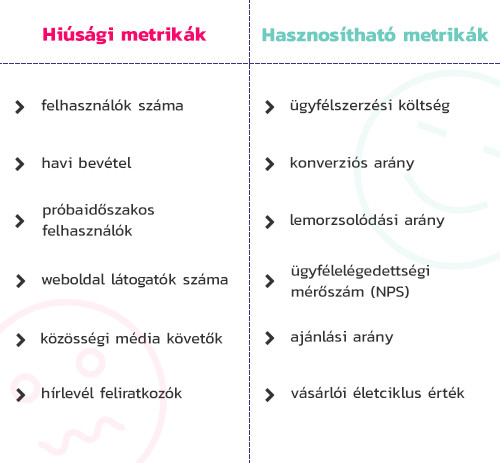 Hiúsági metrikák
felhasználók száma
havi bevétel
próbaidőszakos
felhasználók
weboldal látogatók száma
közösségi média követők
hírlevél feliratkozók
Hasznosítható metrikák
ügyfélszerzési költség
konverziós arány
lemorzsolódási arány
ügyfélelégedettségi
mérőszám (NPS)
ajánlási arány
vásárlói életciklus érték